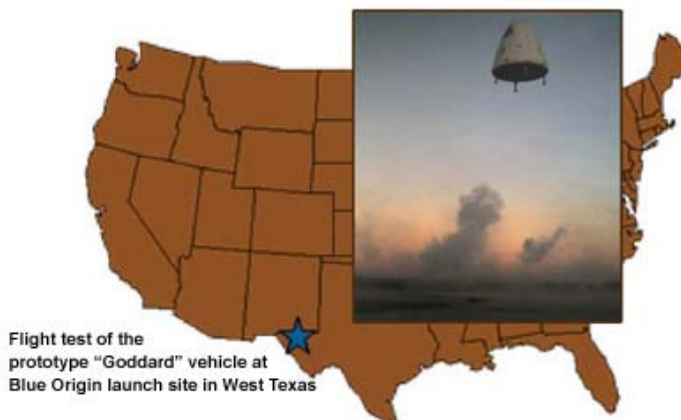 Flight test of the
prototype “Goddard” vehicle at
Blue Origin launch site in West Texas